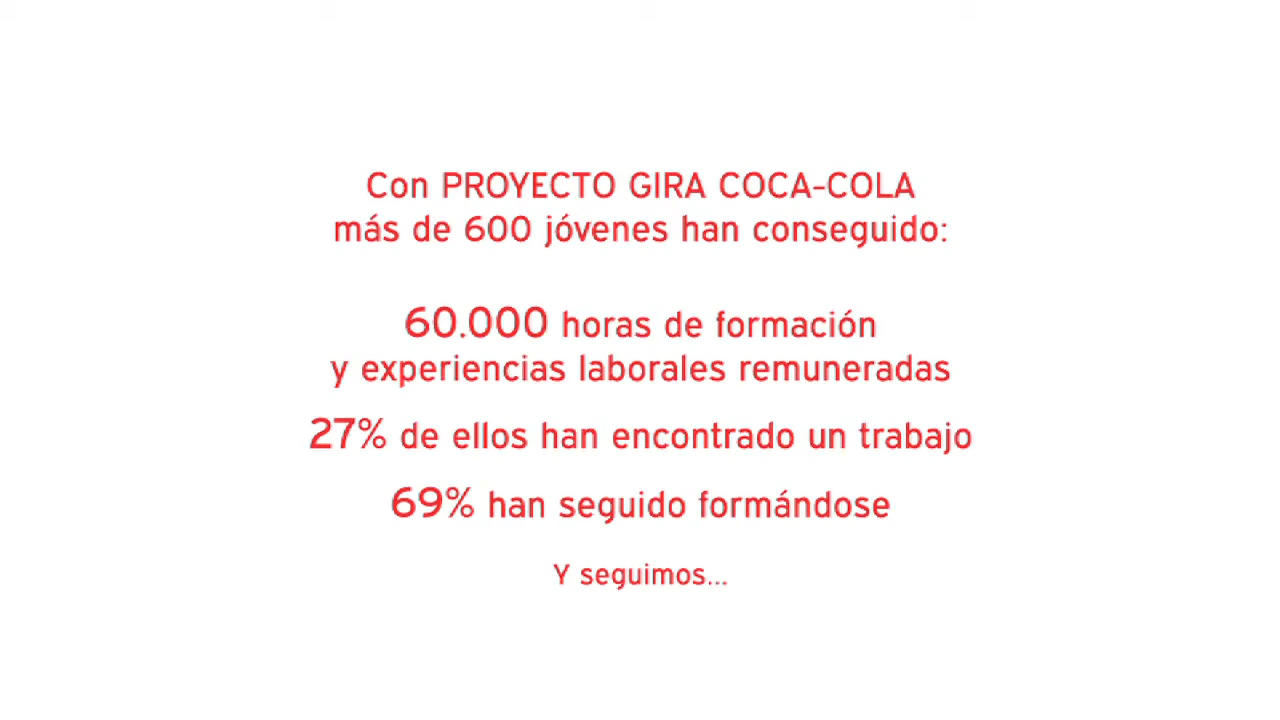 Con PROYECTO GIRA COCA-COLA
más de 600 jóvenes han conseguido:
60.000 horas de formación
y experiencias laborales remuneradas
27% de ellos han encontrado un trabajo
69% han seguido formándose
Y seguimos...